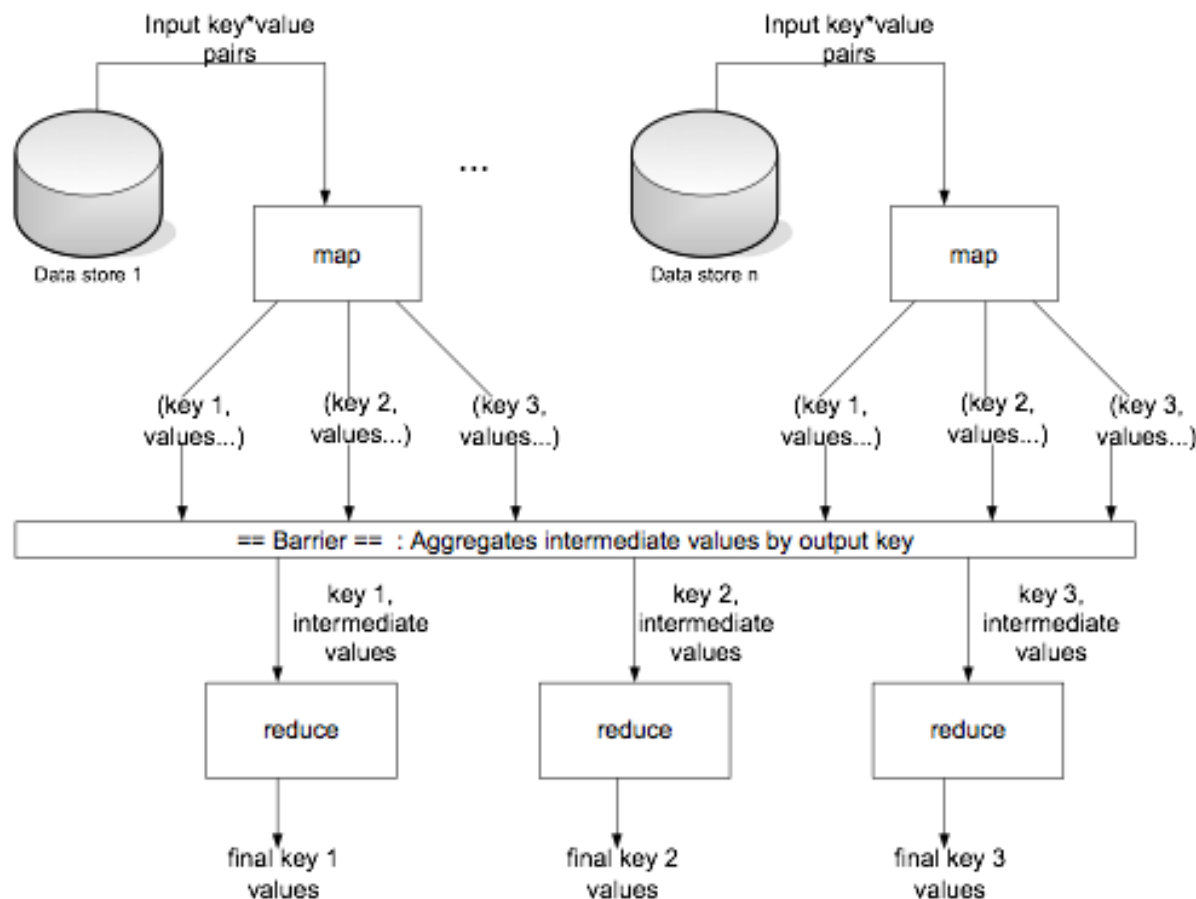 Input key*value
pairs
Input key*value
pairs
...
Data store 1
map
Data store n
map
(key 1,
values...)
(key 2,
values...)
(key 3,
values...)
(key 1,
values...)
(key 2,
values...)
(key 3,
values...)
== Barrier == : Aggregates intermediate values by output key
key 1,
intermediate
values
key 2,
intermediate
values
key 3,
intermediate
values
reduce
reduce
reduce
final key 1
values
final key 2
values
final key 3
values